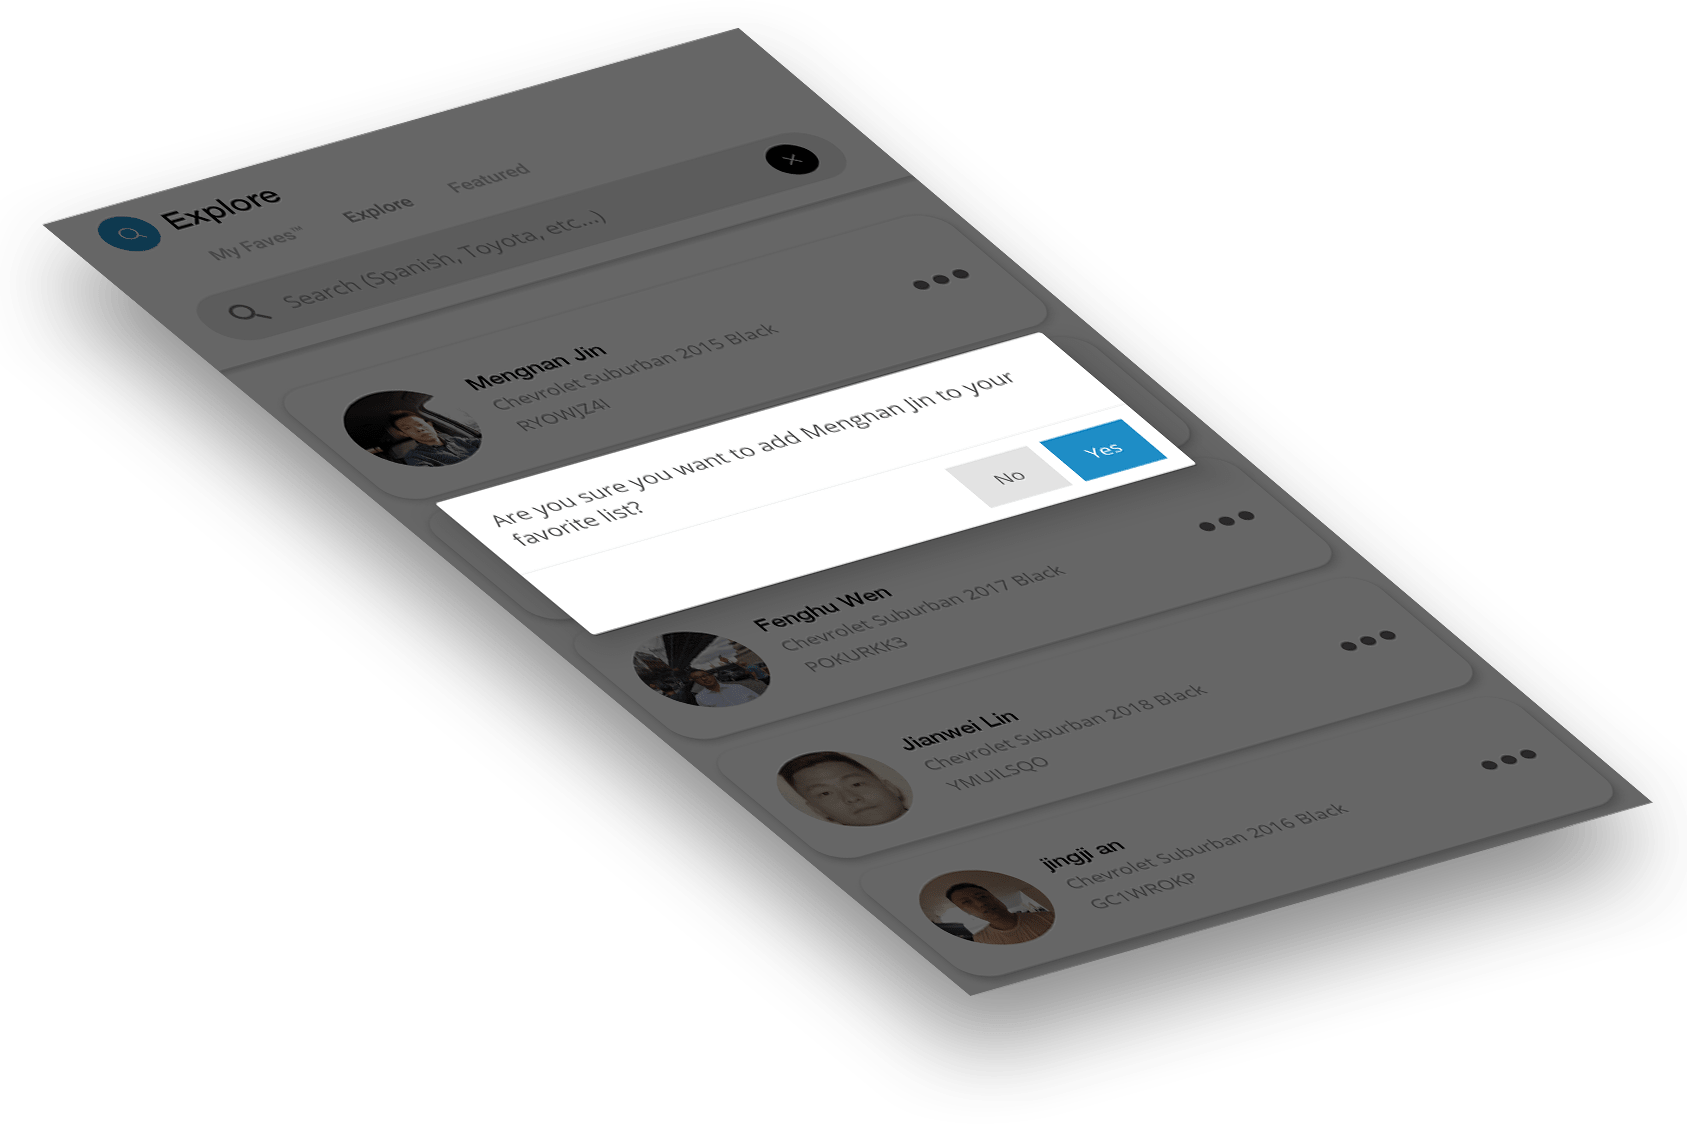 Explore
My Faves™ Explore Featured
Search (Spanish, Toyota, etc...)
Mengnan Jin
Chevrolet Suburban 2015 Black
RYOWJZ4I
Are you sure you want to add Mengnan Jin to your
favorite list?
No Yes
Fenghu Wen
Chevrolet Suburban 2017 Black
POKURKK3
Jianwei Lin
Chevrolet Suburban 2018 Black
YMUILSQO
jingji an
Chevrolet Suburban 2016 Black
GC1WROKP